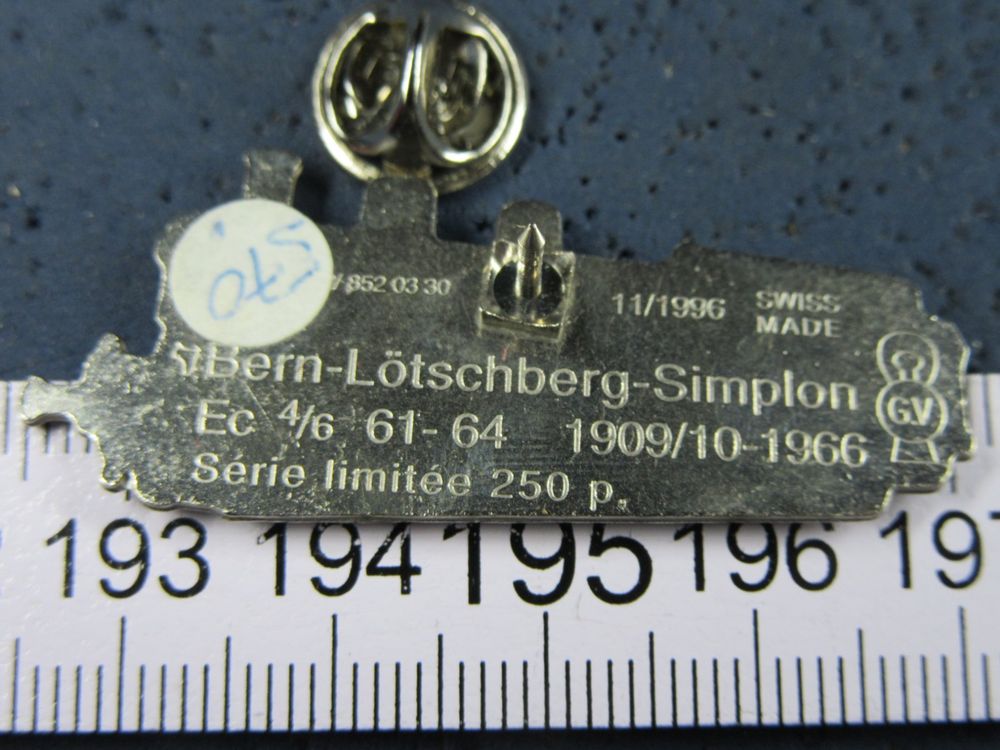 570
/ 852 03 30
11/1996
SWISS
MADE
Bern-Lötschberg-Simplon
GV
Ec 4/6 61-64 1909/10-1966
Série limitée 250 p.
193 194 195 196 197